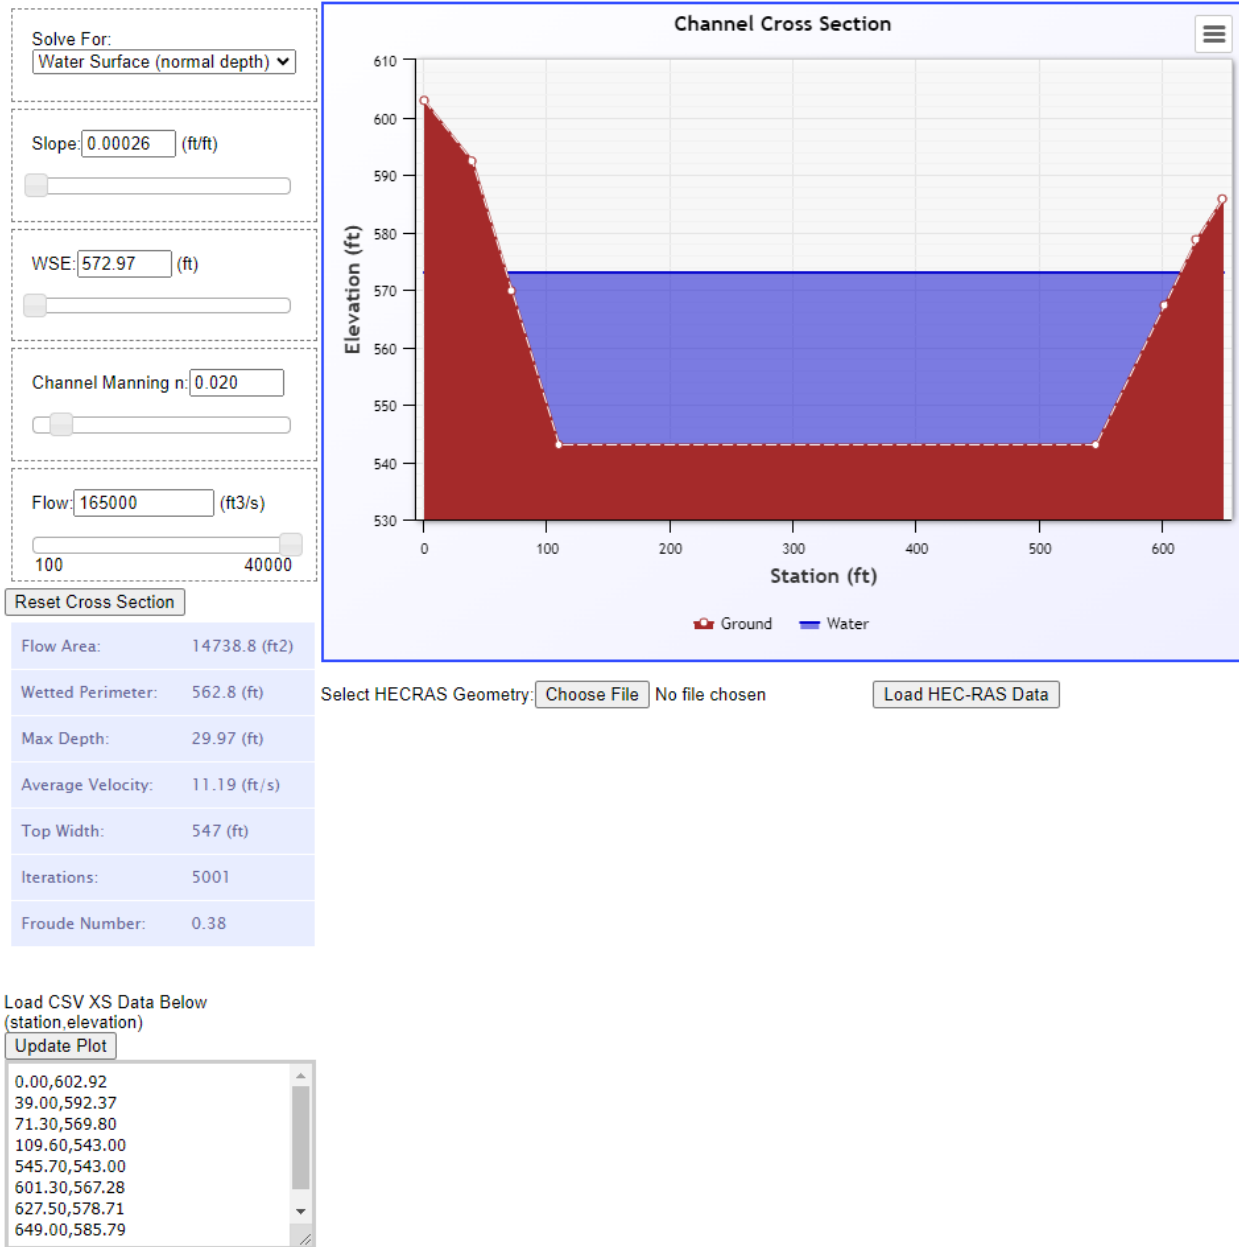 Solve For:
Water Surface (normal depth)
Slope: 0.00026 (ft/ft)
WSE: 572.97 (ft)
Channel Manning n: 0.020
Flow: 165000 (ft3/s)
100 40000
Reset Cross Section
Flow Area: 14738.8 (ft2)
Wetted Perimeter: 562.8 (ft)
Max Depth: 29.97 (ft)
Average Velocity: 11.19 (ft/s)
Top Width: 547 (ft)
Iterations: 5001
Froude Number: 0.38
Load CSV XS Data Below
(station,elevation)
Update Plot
0.00,602.92
39.00,592.37
71.30,569.80
109.60,543.00
545.70,543.00
601.30,567.28
627.50,578.71
649.00,585.79
Channel Cross Section
Elevation (ft)
610
600
590
580
570
560
550
540
530
0 100 200 300 400 500 600
Station (ft)
Ground Water
Select HECRAS Geometry: Choose File No file chosen Load HEC-RAS Data